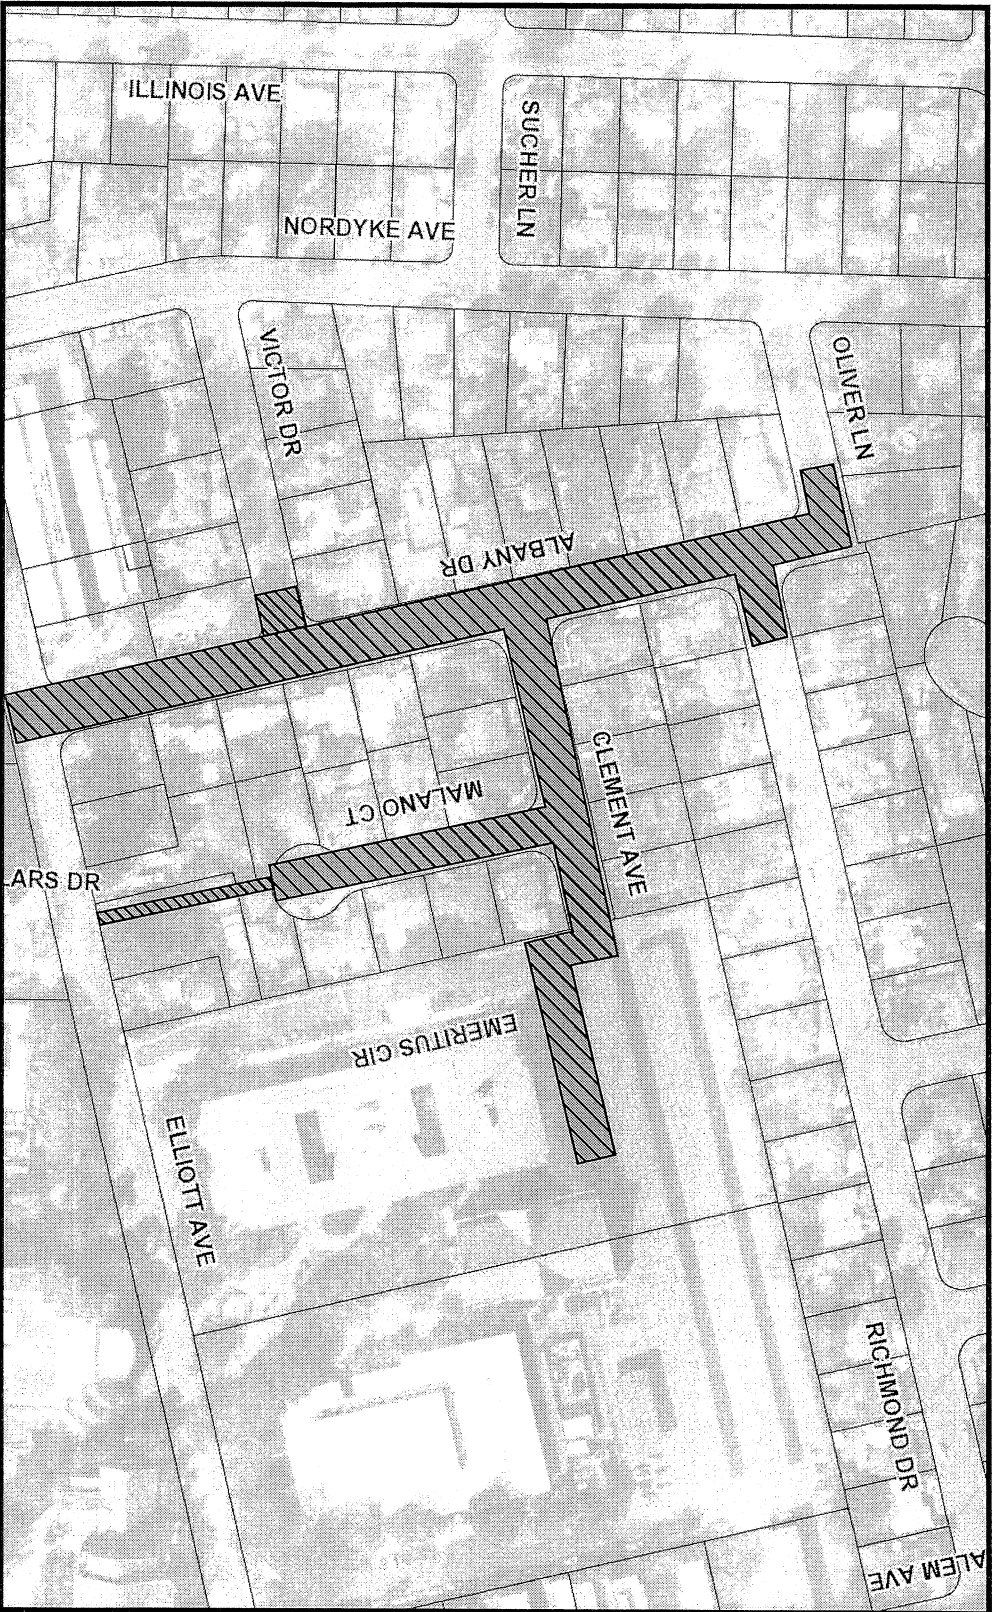 ILLINOIS AVE
SUCHER LN
NORDYKE AVE
VICTOR DR
OLIVER LN
ALBANY DR
CLEMENT AVE
MALANO CT
LARS DR
EMERITUS CIR
ELLIOTT AVE
RICHMOND DR
ALEM AVE